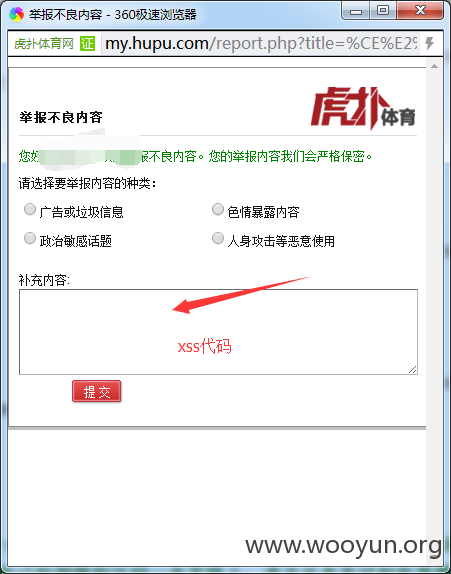 举报不良内容 - 360极速浏览器
虎扑体育网 证 my.hupu.com/report.php?title=%CE%E2%
举报不良内容
虎扑体育
您好 报不良内容。您的举报内容我们会严格保密。
请选择要举报内容的种类：
广告或垃圾信息 色情暴露内容
政治敏感话题 人身攻击等恶意使用
补充内容:
xss代码
提 交
www.wooyun.org